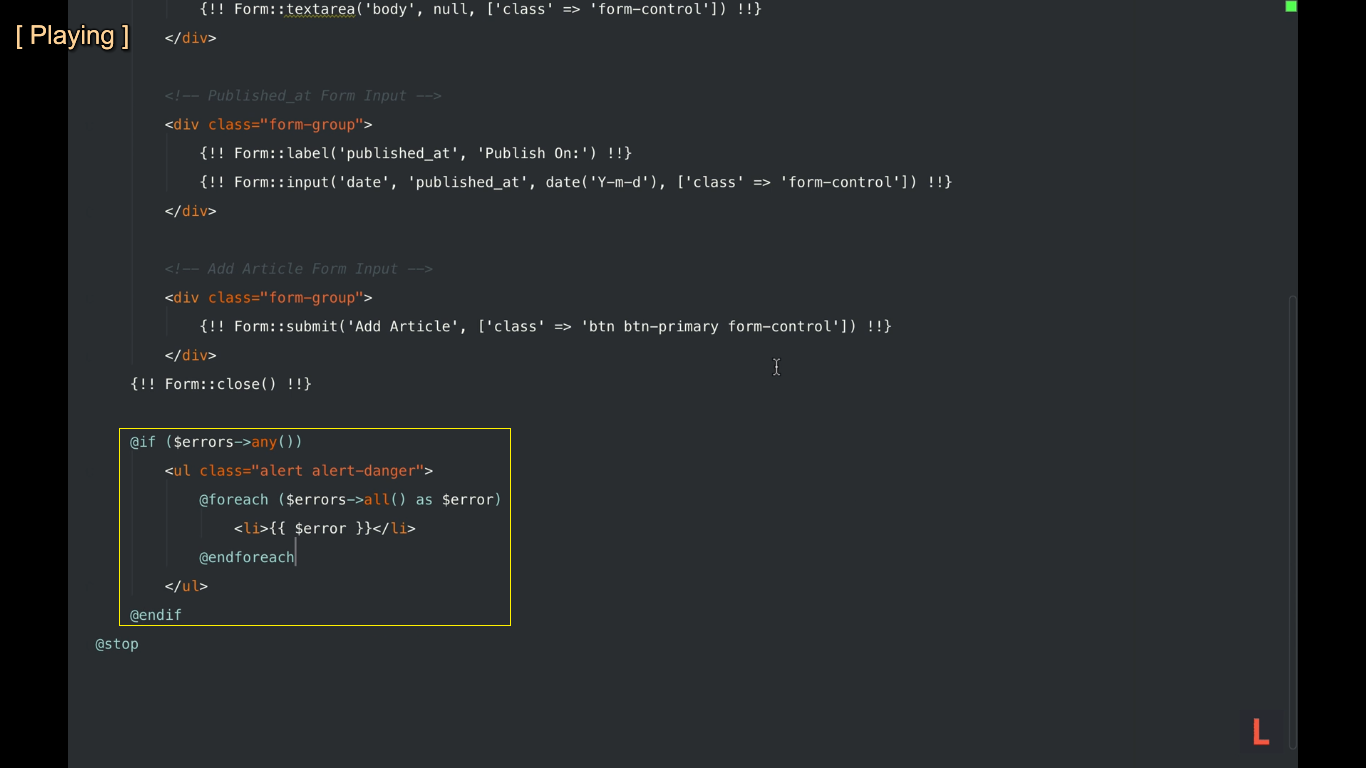 {!! Form::textarea('body', null, ['class' => 'form-control']) !!}
[ Playing ]
</div>
<!-- Published_at Form Input -->
<div class="form-group">
{!! Form::label('published_at', 'Publish On:') !!}
{!! Form::input('date', 'published_at', date('Y-m-d'), ['class' => 'form-control']) !!}
</div>
<!-- Add Article Form Input -->
<div class="form-group">
{!! Form::submit('Add Article', ['class' => 'btn btn-primary form-control']) !!}
</div>
{!! Form::close() !!}
@if ($errors->any())
<ul class="alert alert-danger">
@foreach ($errors->all() as $error)
<li>{{ $error }}</li>
@endforeach
</ul>
@endif
@stop
L